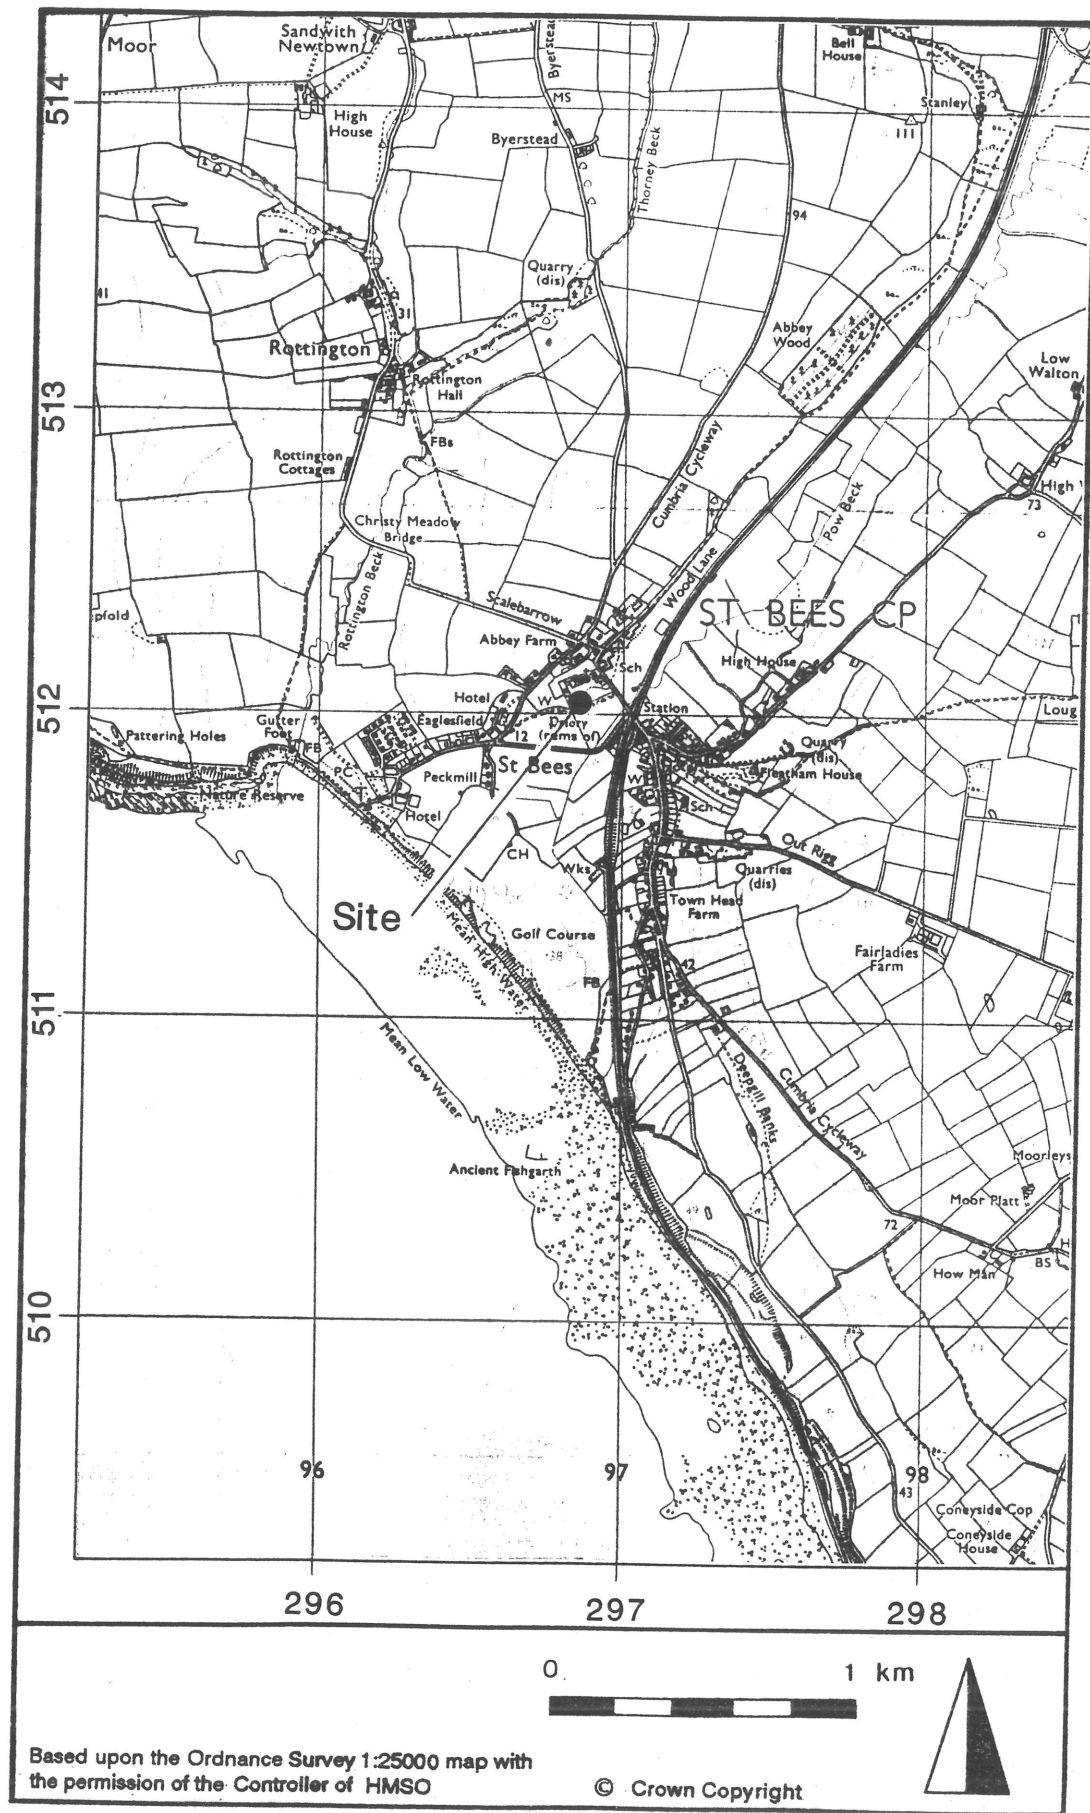 Moor
Sandwith
Newtown
Byerstead
Bell
House
514
High
House
MS
Stanley
111
Byerstead
Thorney Beck
94
Quarry
(dis)
41
31
Abbey
Wood
Rottington
Low
Walton
Rottington
Hall
513
FBs
Cumbria Cycleway
Rottington
Cottages
High
73
Pow Beck
Christy Meadow
Bridge
Rottington Beck
Wood Lane
Scalebarrow
ST BEES CP
pfold
Abbey Farm
Sch
High House
Hotel
W
512
Station
Loug
Gutter
Foot
Eaglesfield
12
Priory
(rems of)
Pattering Holes
FB
Quarry
(dis)
St Bees
Fleatham House
PC
Peckmill
W
Nature Reserve
Hotel
Sch
CH
Wks
Out Rigg
Quarries
(dis)
Town Head
Farm
Site
Golf Course
38
Mean High Water
Fairladies
Farm
42
FB
511
Mean Low Water
Deepgill Banks
Cumbria Cycleway
Ancient Fishgarth
Moorleys
Moor Platt
49
72
How Man
BS
H
510
96
97
98
43
Coneyside Cop
Coneyside
House
296
297
298
0
1 km
Based upon the Ordnance Survey 1:25000 map with
the permission of the Controller of HMSO
© Crown Copyright